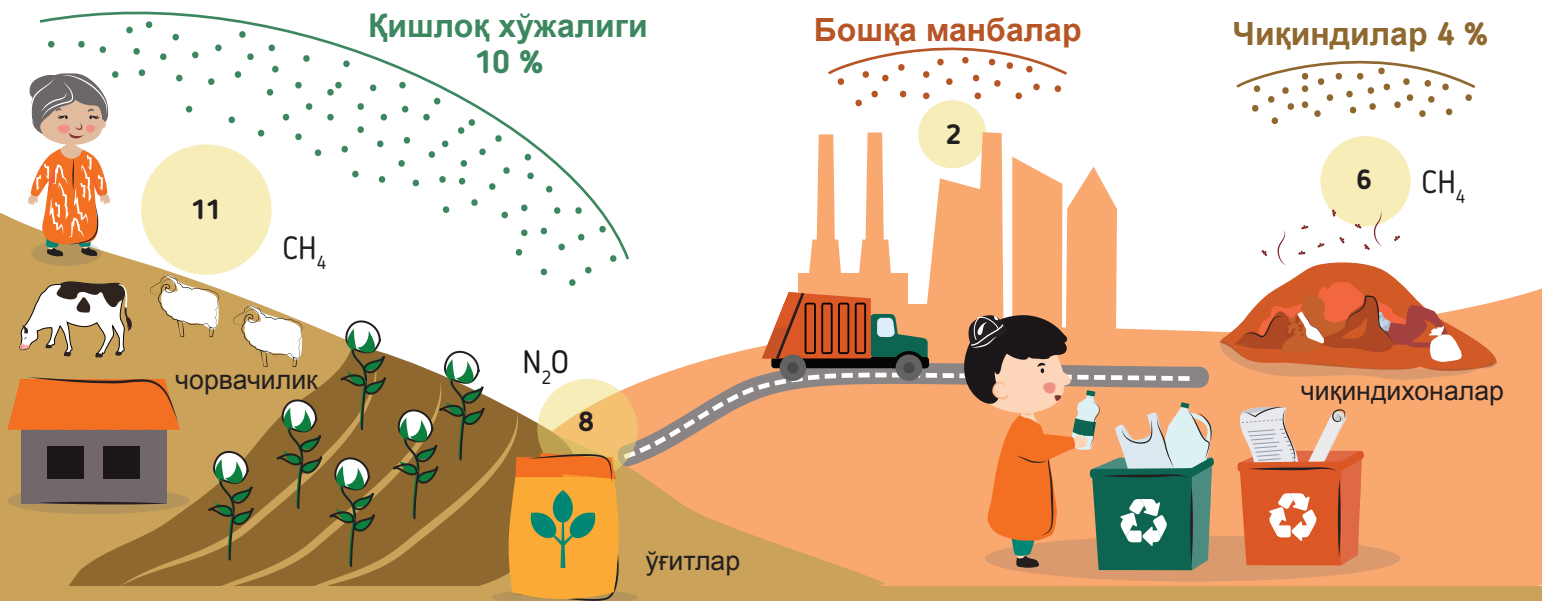 Қишлоқ хўжалиги
10 %
11
CH₄
чорвачилик
N₂O
8
ўғитлар
Бошқа манбалар
2
Чиқиндилар 4 %
6
CH₄
чиқиндихоналар